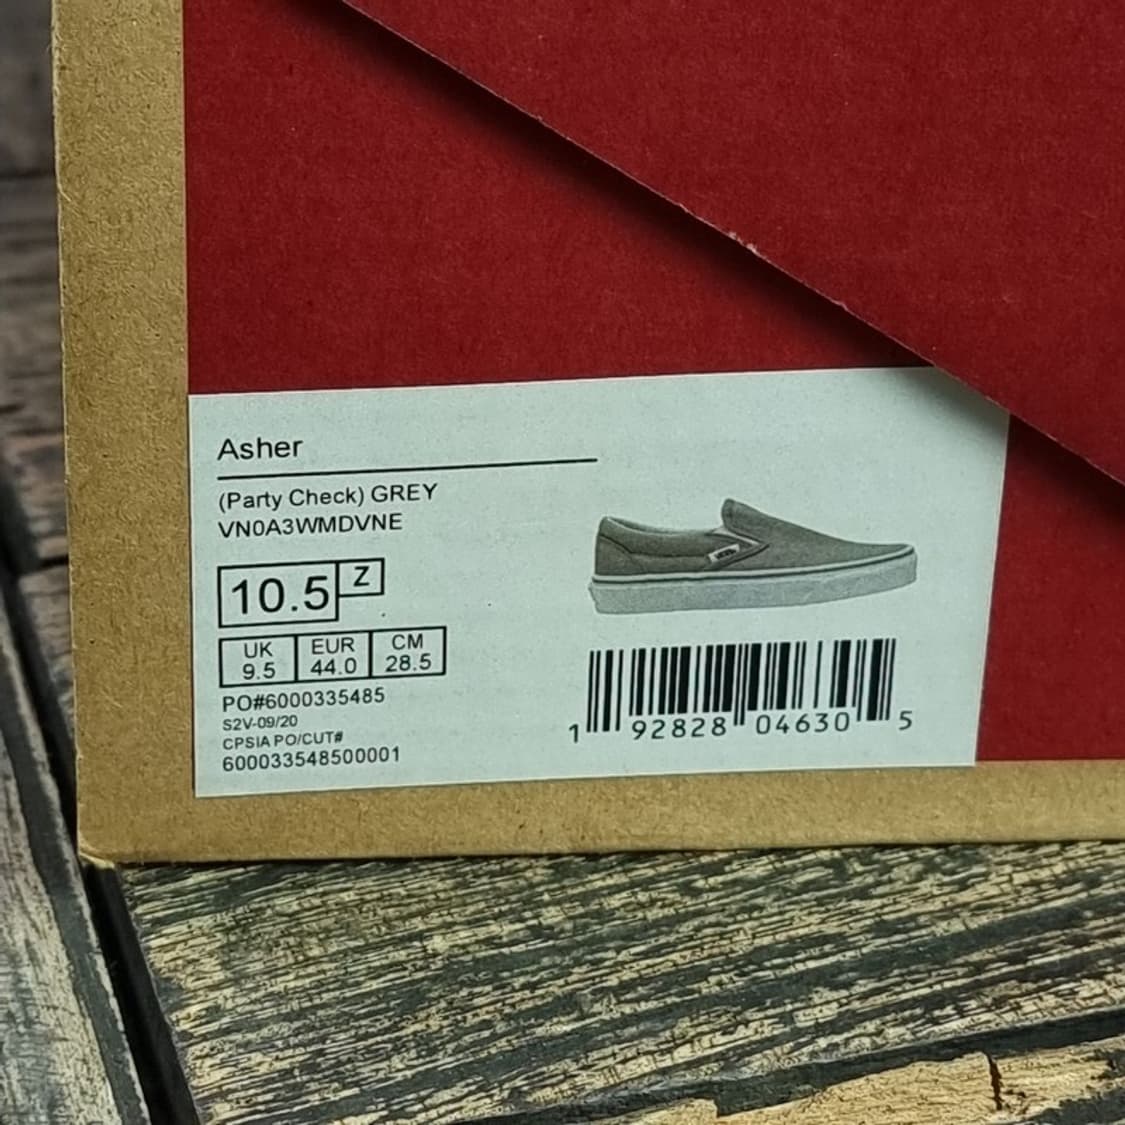 Asher
(Party Check) GREY
VN0A3WMDVNE
10.5 Z
UK EUR CM
9.5 44.0 28.5
PO#6000335485
S2V-09/20
CPSIA PO/CUT#
600033548500001
1 92828 04630 5